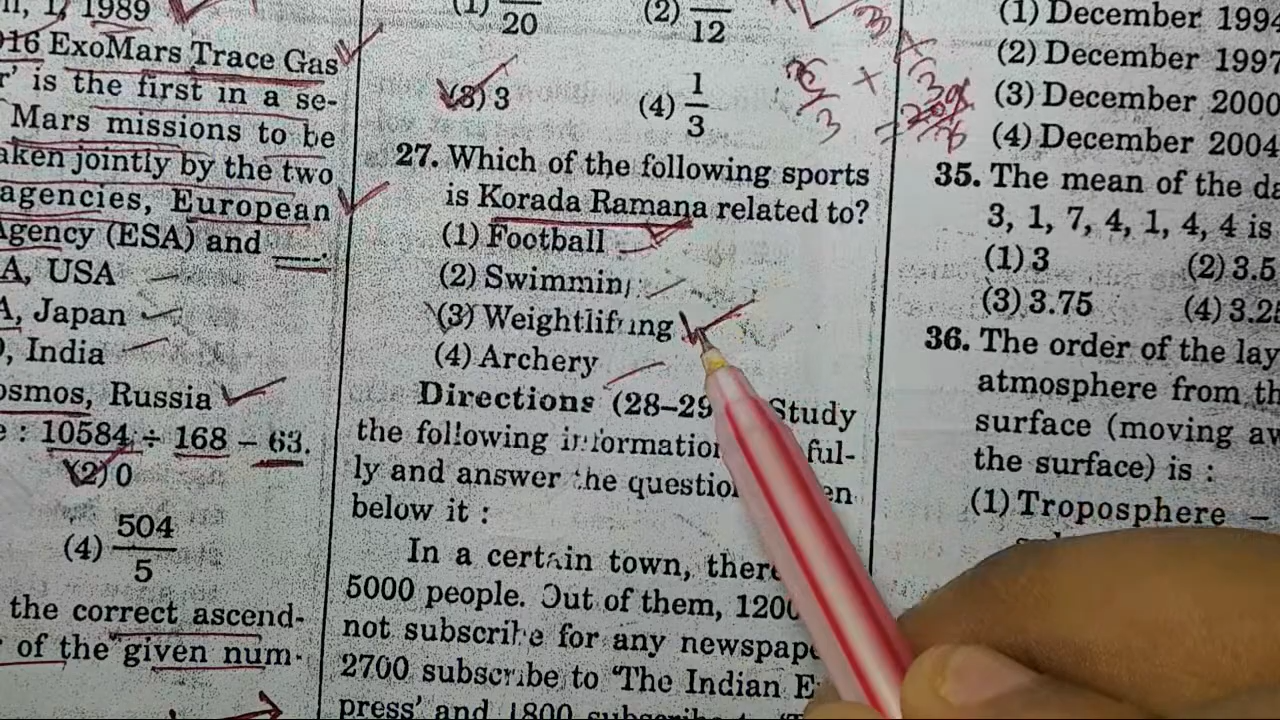 1, 1989
016 ExoMars Trace Gas
r' is the first in a se-
Mars missions to be
aken jointly by the two
agencies, European
Agency (ESA) and ___.
A, USA
A, Japan
O, India
osmos, Russia
e : 10584 ÷ 168 – 63.
(2) 0
(4) 504/5
the correct ascend-
of the given num-
(1) /20 (2) /12
(3) 3 (4) 1/3
27. Which of the following sports
is Korada Ramana related to?
(1) Football
(2) Swimming
(3) Weightlifting
(4) Archery
Directions (28–29) Study
the following information ful-
ly and answer the question en
below it :
In a certain town, there
5000 people. Out of them, 1200
not subscribe for any newspape
2700 subscribe to 'The Indian E
press' and 1800 subscribe to
(1) December 1994
(2) December 1997
(3) December 2000
(4) December 2004
35. The mean of the da
3, 1, 7, 4, 1, 4, 4 is
(1) 3 (2) 3.5
(3) 3.75 (4) 3.2
36. The order of the lay
atmosphere from th
surface (moving aw
the surface) is :
(1) Troposphere –